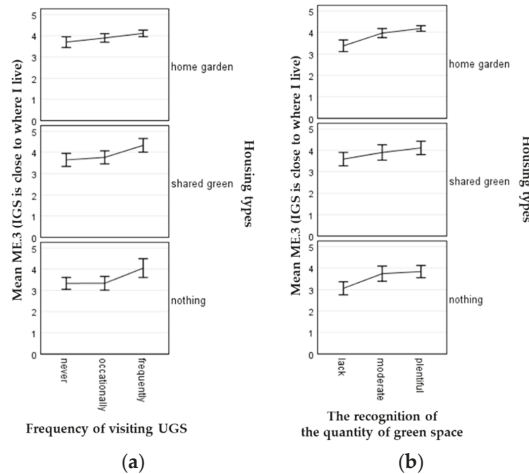 Mean ME.3 (IGS is close to where I live)
5
4
3
2
1
0
home garden
5
4
3
2
1
0
shared green
5
4
3
2
1
0
nothing
Housing types
never
occationally
frequently
Frequency of visiting UGS
(a)
Mean ME.3 (IGS is close to where I live)
5
4
3
2
1
0
home garden
5
4
3
2
1
0
shared green
5
4
3
2
1
0
nothing
Housing types
lack
moderate
plentiful
The recognition of
the quantity of green space
(b)